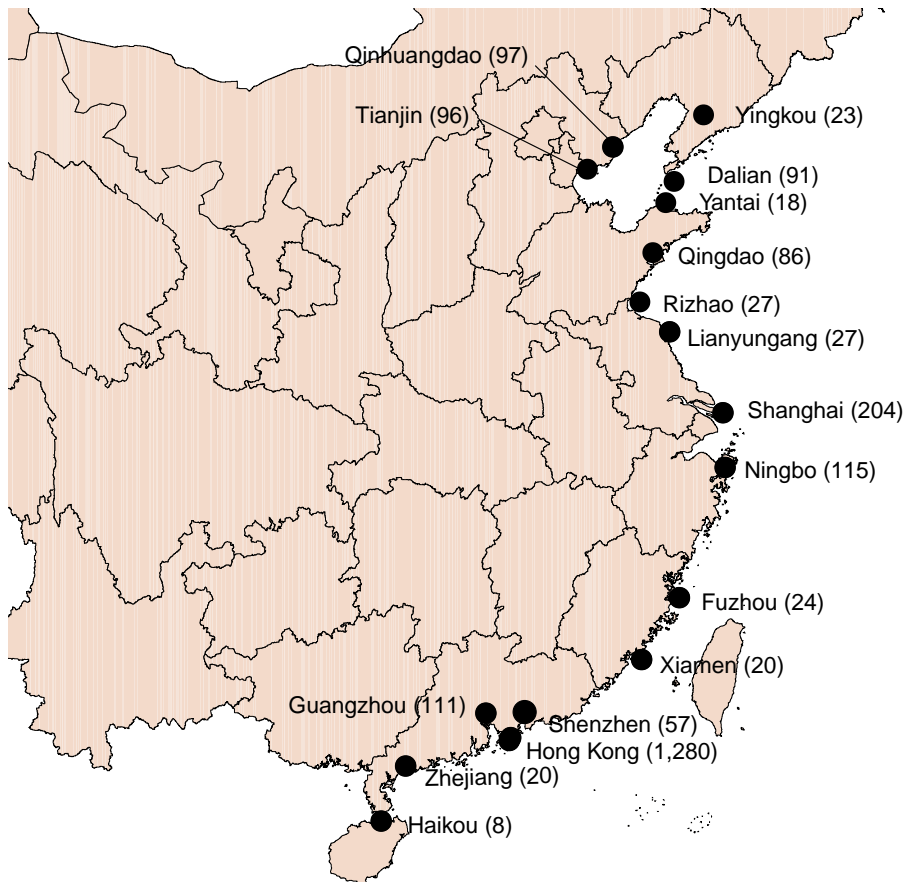 Qinhuangdao (97)
Tianjin (96)
Yingkou (23)
Dalian (91)
Yantai (18)
Qingdao (86)
Rizhao (27)
Lianyungang (27)
Shanghai (204)
Ningbo (115)
Fuzhou (24)
Xiamen (20)
Guangzhou (111)
Shenzhen (57)
Hong Kong (1,280)
Zhejiang (20)
Haikou (8)